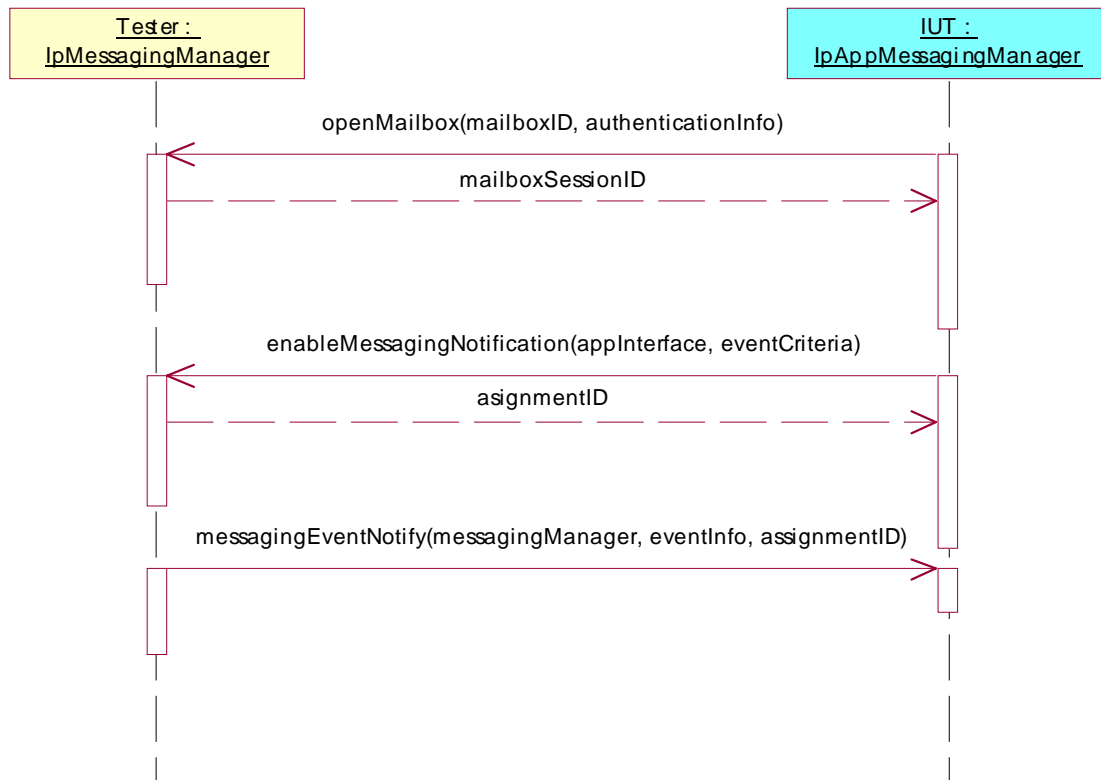 Tester :
IpMessagingManager
IUT :
IpAppMessagingManager
openMailbox(mailboxID, authenticationInfo)
mailboxSessionID
enableMessagingNotification(appInterface, eventCriteria)
asignmentID
messagingEventNotify(messagingManager, eventInfo, assignmentID)